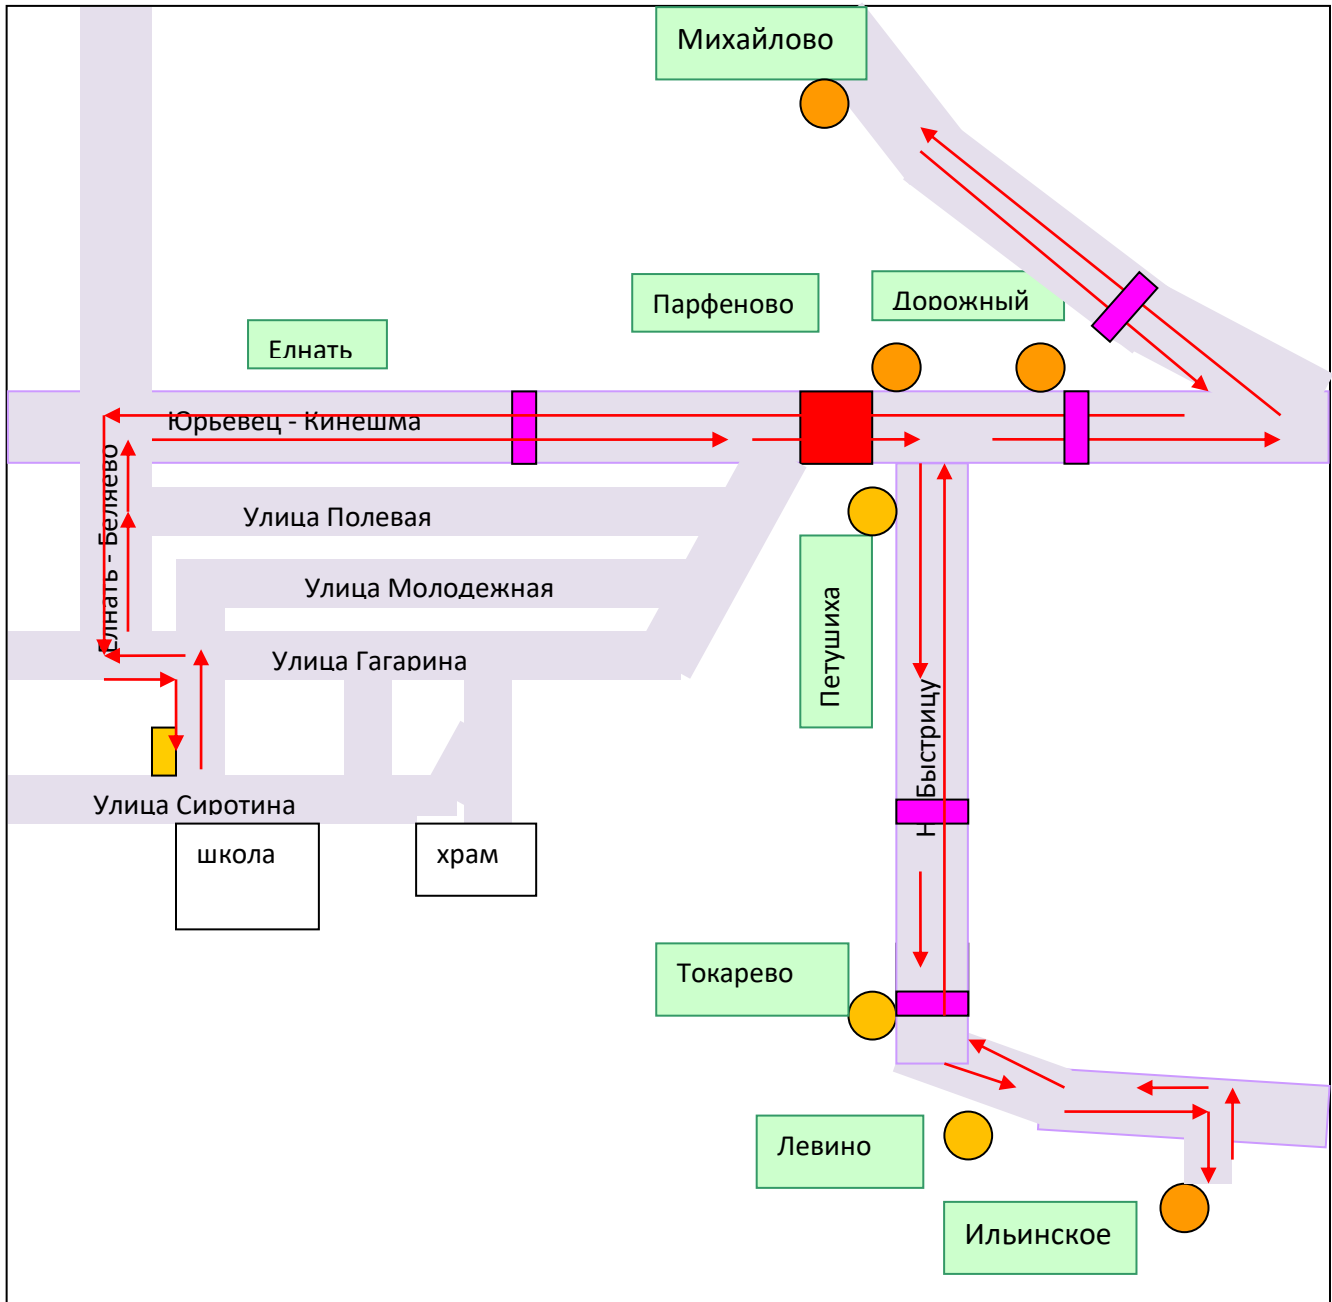 Михайлово
Парфеново
Дорожный
Елнать
Юрьевец - Кинешма
Елнать - Беляево
Улица Полевая
Улица Молодежная
Петушиха
Улица Гагарина
Быстрицу
Улица Сиротина
школа
храм
Токарево
Левино
Ильинское